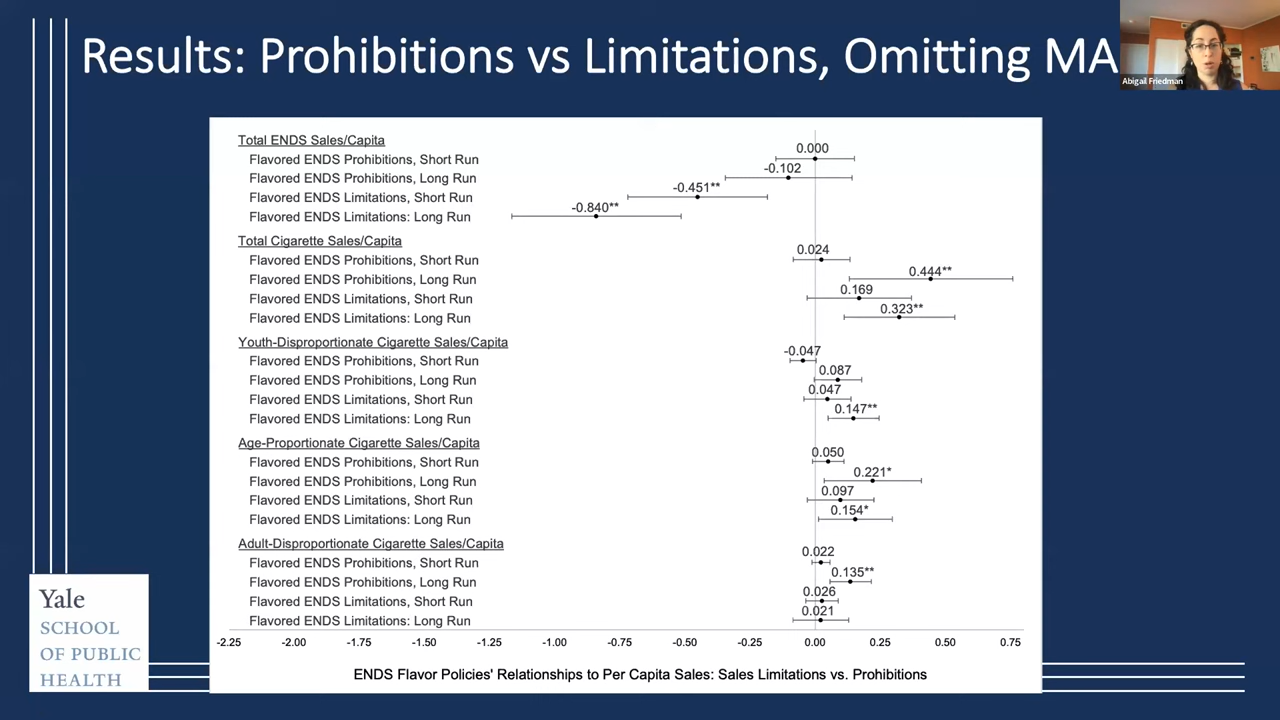 Results: Prohibitions vs Limitations, Omitting MA
Abigail Friedman
Total ENDS Sales/Capita
Flavored ENDS Prohibitions, Short Run 0.000
Flavored ENDS Prohibitions, Long Run -0.102
Flavored ENDS Limitations, Short Run -0.451**
Flavored ENDS Limitations: Long Run -0.840**
Total Cigarette Sales/Capita
Flavored ENDS Prohibitions, Short Run 0.024
Flavored ENDS Prohibitions, Long Run 0.444**
Flavored ENDS Limitations, Short Run 0.169
Flavored ENDS Limitations: Long Run 0.323**
Youth-Disproportionate Cigarette Sales/Capita
Flavored ENDS Prohibitions, Short Run -0.047
Flavored ENDS Prohibitions, Long Run 0.087
Flavored ENDS Limitations, Short Run 0.047
Flavored ENDS Limitations: Long Run 0.147**
Age-Proportionate Cigarette Sales/Capita
Flavored ENDS Prohibitions, Short Run 0.050
Flavored ENDS Prohibitions, Long Run 0.221*
Flavored ENDS Limitations, Short Run 0.097
Flavored ENDS Limitations: Long Run 0.154*
Adult-Disproportionate Cigarette Sales/Capita
Flavored ENDS Prohibitions, Short Run 0.022
Flavored ENDS Prohibitions, Long Run 0.135**
Flavored ENDS Limitations, Short Run 0.026
Flavored ENDS Limitations: Long Run 0.021
-2.25 -2.00 -1.75 -1.50 -1.25 -1.00 -0.75 -0.50 -0.25 0.00 0.25 0.50 0.75
ENDS Flavor Policies' Relationships to Per Capita Sales: Sales Limitations vs. Prohibitions
Yale
SCHOOL
OF PUBLIC
HEALTH